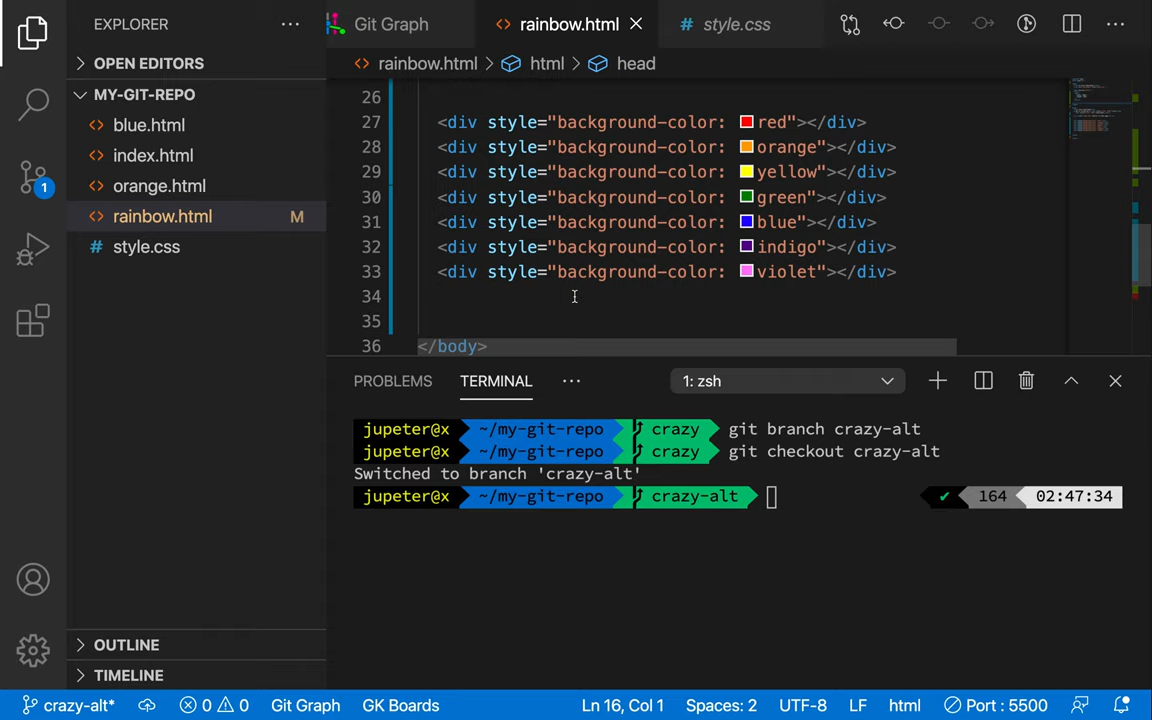 EXPLORER ···
Git Graph
rainbow.html
# style.css
OPEN EDITORS
rainbow.html > html > head
MY-GIT-REPO
blue.html
index.html
orange.html
rainbow.html M
# style.css
1
26
27 <div style="background-color: red"></div>
28 <div style="background-color: orange"></div>
29 <div style="background-color: yellow"></div>
30 <div style="background-color: green"></div>
31 <div style="background-color: blue"></div>
32 <div style="background-color: indigo"></div>
33 <div style="background-color: violet"></div>
34
35
36 </body>
PROBLEMS TERMINAL ··· 1: zsh
jupeter@x ~/my-git-repo crazy git branch crazy-alt
jupeter@x ~/my-git-repo crazy git checkout crazy-alt
Switched to branch 'crazy-alt'
jupeter@x ~/my-git-repo crazy-alt ✔ 164 02:47:34
OUTLINE
TIMELINE
crazy-alt* 0 0 Git Graph GK Boards Ln 16, Col 1 Spaces: 2 UTF-8 LF html Port : 5500